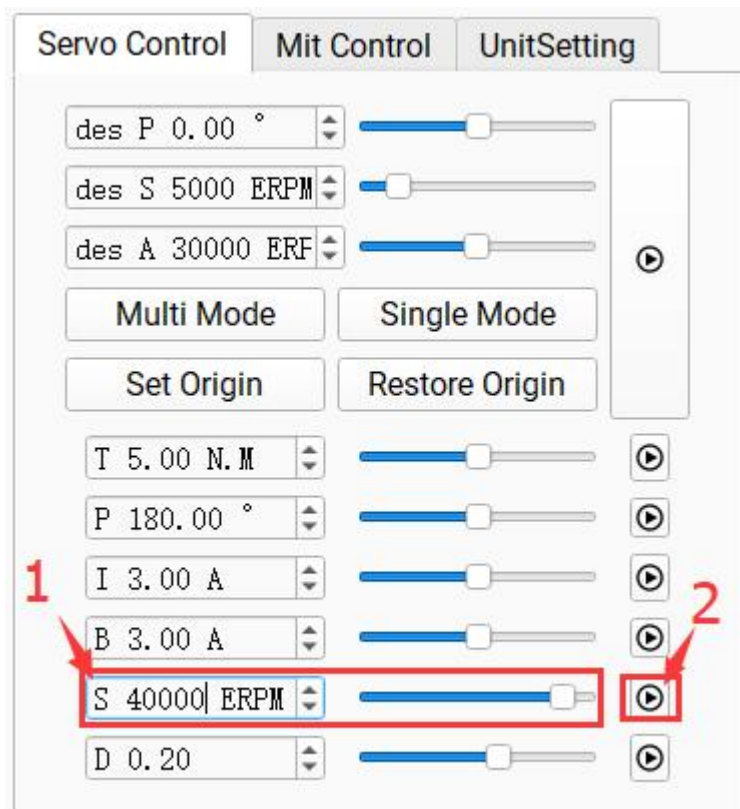 Servo Control Mit Control UnitSetting
des P 0.00 °
des S 5000 ERPM
des A 30000 ERF
Multi Mode Single Mode
Set Origin Restore Origin
T 5.00 N.M
P 180.00 °
I 3.00 A
1
2
B 3.00 A
S 40000 ERPM
D 0.20